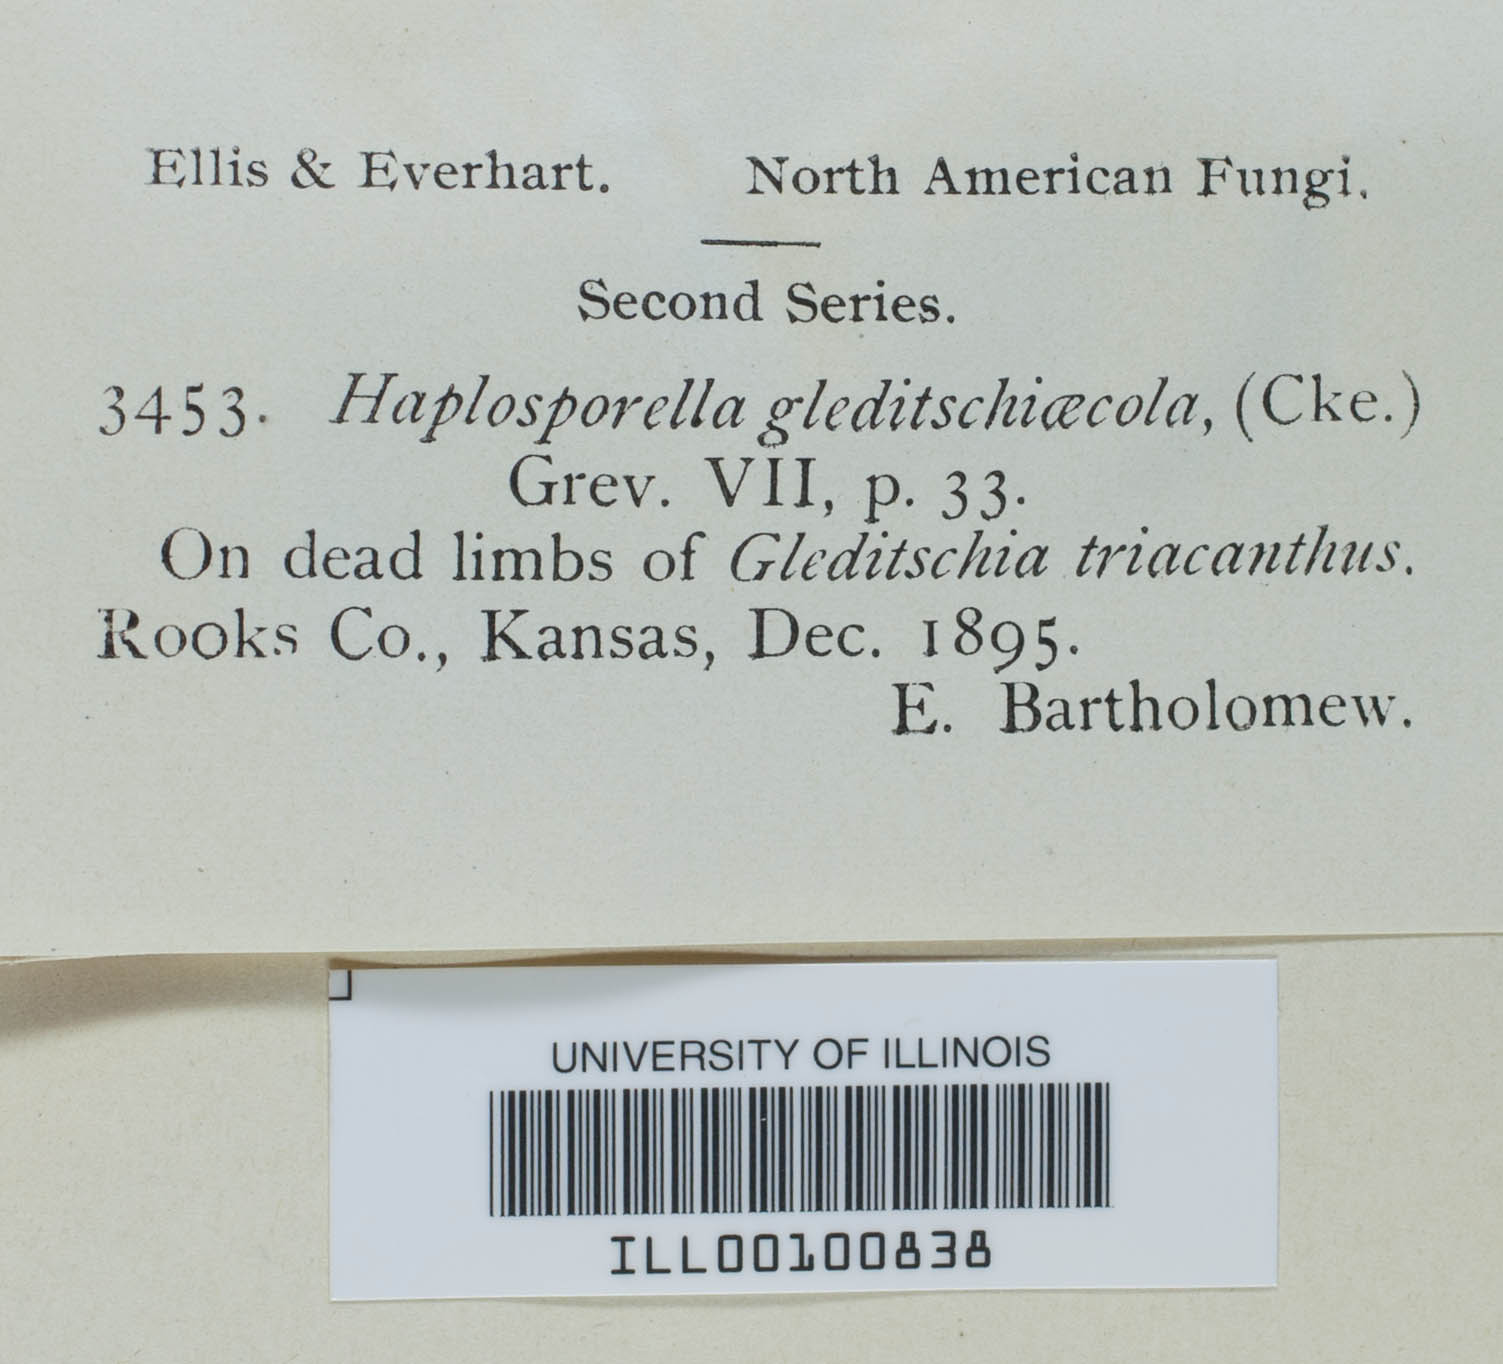 Ellis & Everhart. North American Fungi.
Second Series.
3453. Haplosporella gleditschiæcola, (Cke.)
Grev. VII, p. 33.
On dead limbs of Gleditschia triacanthus.
Rooks Co., Kansas, Dec. 1895.
E. Bartholomew.
UNIVERSITY OF ILLINOIS
ILL00100838